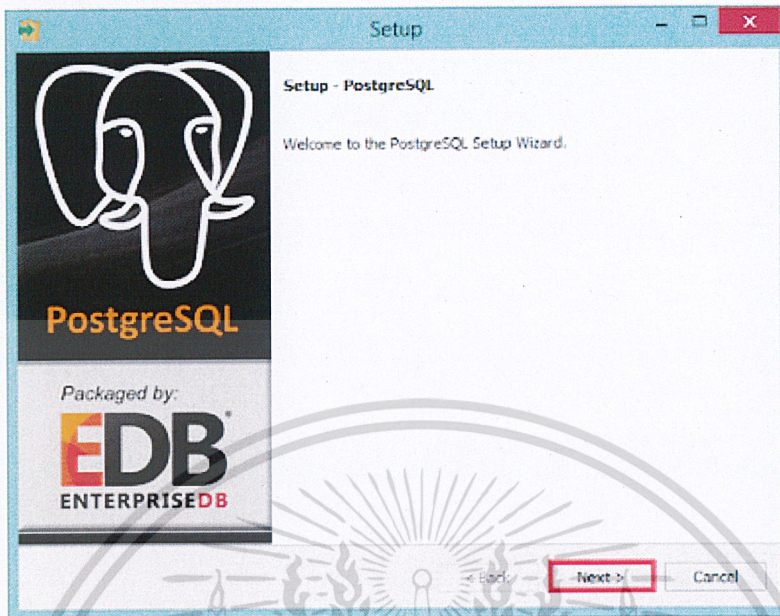 Setup
Setup - PostgreSQL
Welcome to the PostgreSQL Setup Wizard.
PostgreSQL
Packaged by:
EDB
ENTERPRISEDB
< Back
Next >
Cancel